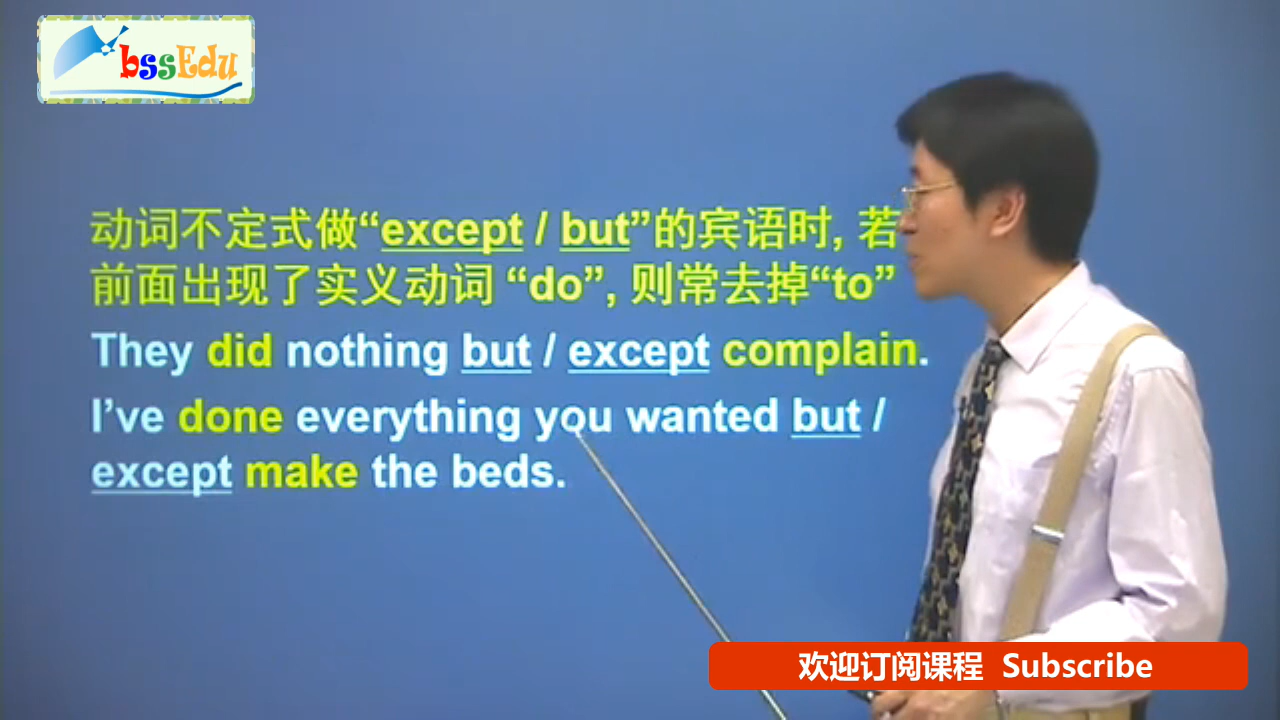 bssEdu
动词不定式做“except / but”的宾语时, 若
前面出现了实义动词 “do”, 则常去掉“to”
They did nothing but / except complain.
I’ve done everything you wanted but /
except make the beds.
欢迎订阅课程 Subscribe